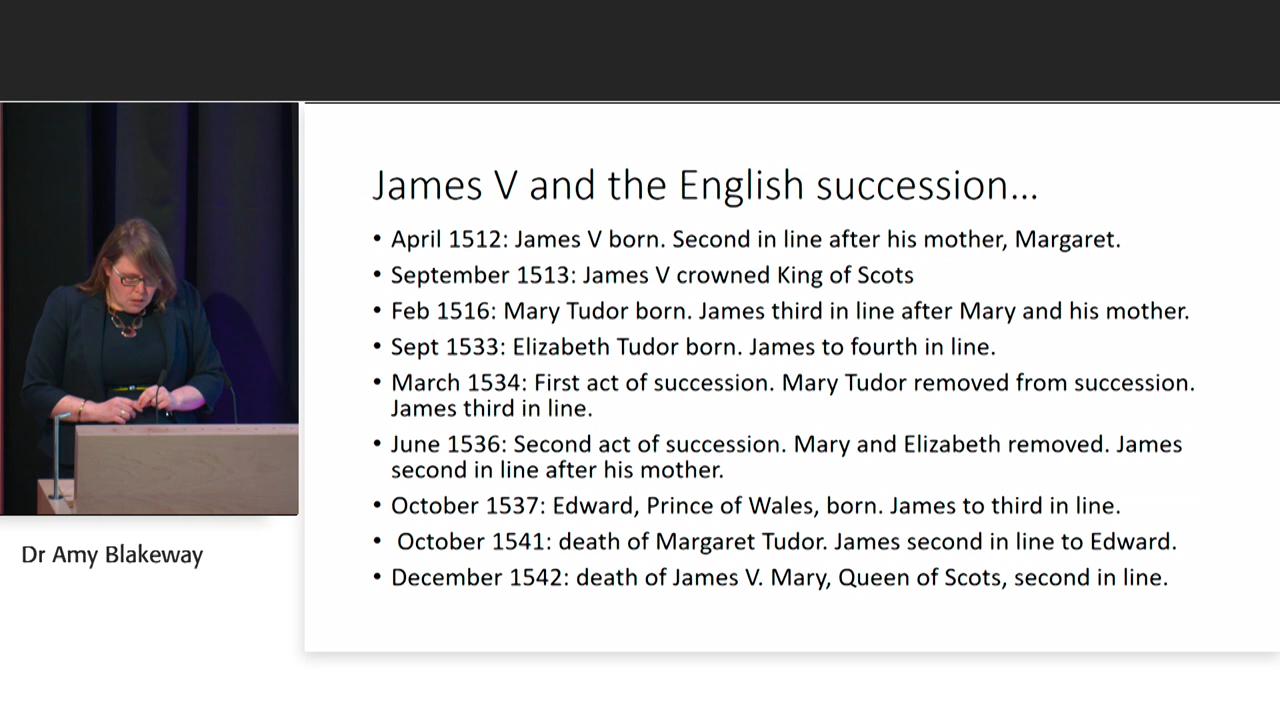 James V and the English succession...
• April 1512: James V born. Second in line after his mother, Margaret.
• September 1513: James V crowned King of Scots
• Feb 1516: Mary Tudor born. James third in line after Mary and his mother.
• Sept 1533: Elizabeth Tudor born. James to fourth in line.
• March 1534: First act of succession. Mary Tudor removed from succession.
James third in line.
• June 1536: Second act of succession. Mary and Elizabeth removed. James
second in line after his mother.
• October 1537: Edward, Prince of Wales, born. James to third in line.
• October 1541: death of Margaret Tudor. James second in line to Edward.
• December 1542: death of James V. Mary, Queen of Scots, second in line.
Dr Amy Blakeway